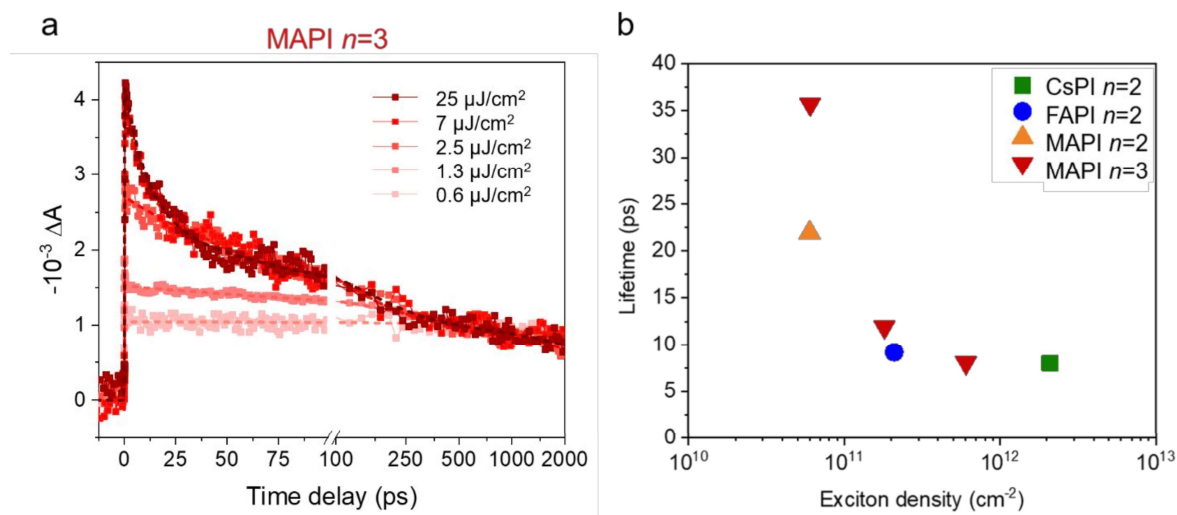 a
MAPI n=3
25 µJ/cm²
7 µJ/cm²
2.5 µJ/cm²
1.3 µJ/cm²
0.6 µJ/cm²
-10⁻³ ΔA
4
3
2
1
0
0 25 50 75 100 250 500 1000 2000
Time delay (ps)
b
CsPI n=2
FAPI n=2
MAPI n=2
MAPI n=3
Lifetime (ps)
40
35
30
25
20
15
10
5
0
10¹⁰ 10¹¹ 10¹² 10¹³
Exciton density (cm⁻²)